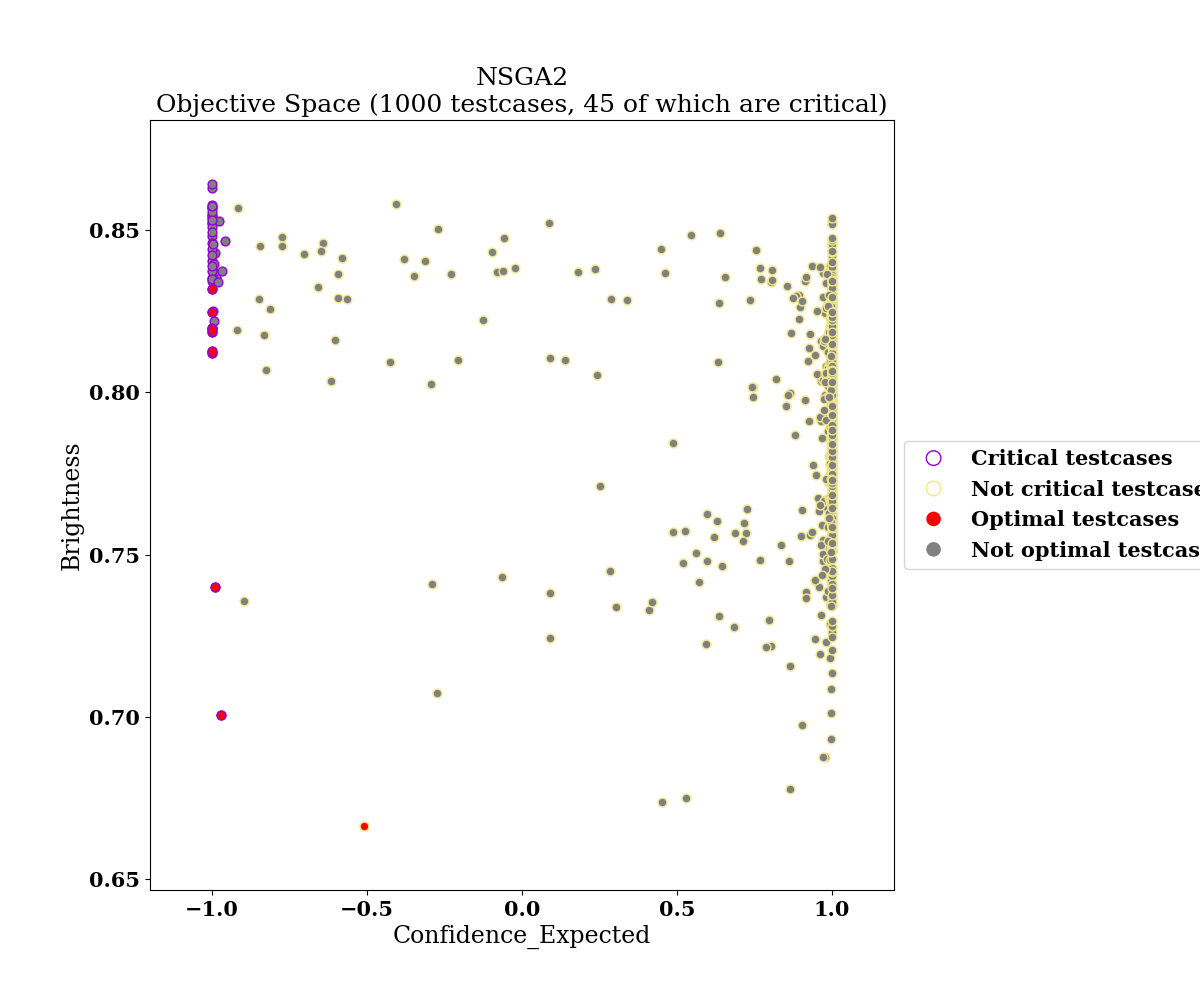 NSGA2
Objective Space (1000 testcases, 45 of which are critical)
0.85
0.80
0.75
0.70
0.65
Brightness
−1.0
−0.5
0.0
0.5
1.0
Confidence_Expected
Critical testcases
Not critical testcase
Optimal testcases
Not optimal testcas